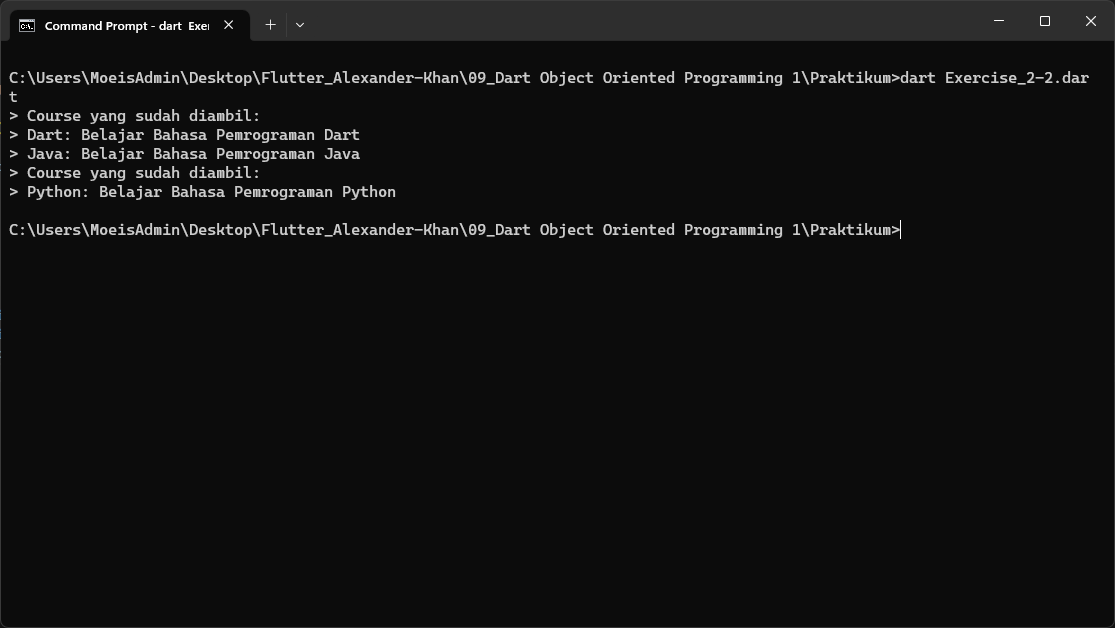 Command Prompt - dart Exer
C:\Users\MoeisAdmin\Desktop\Flutter_Alexander-Khan\09_Dart Object Oriented Programming 1\Praktikum>dart Exercise_2-2.dar
t
> Course yang sudah diambil:
> Dart: Belajar Bahasa Pemrograman Dart
> Java: Belajar Bahasa Pemrograman Java
> Course yang sudah diambil:
> Python: Belajar Bahasa Pemrograman Python
C:\Users\MoeisAdmin\Desktop\Flutter_Alexander-Khan\09_Dart Object Oriented Programming 1\Praktikum>